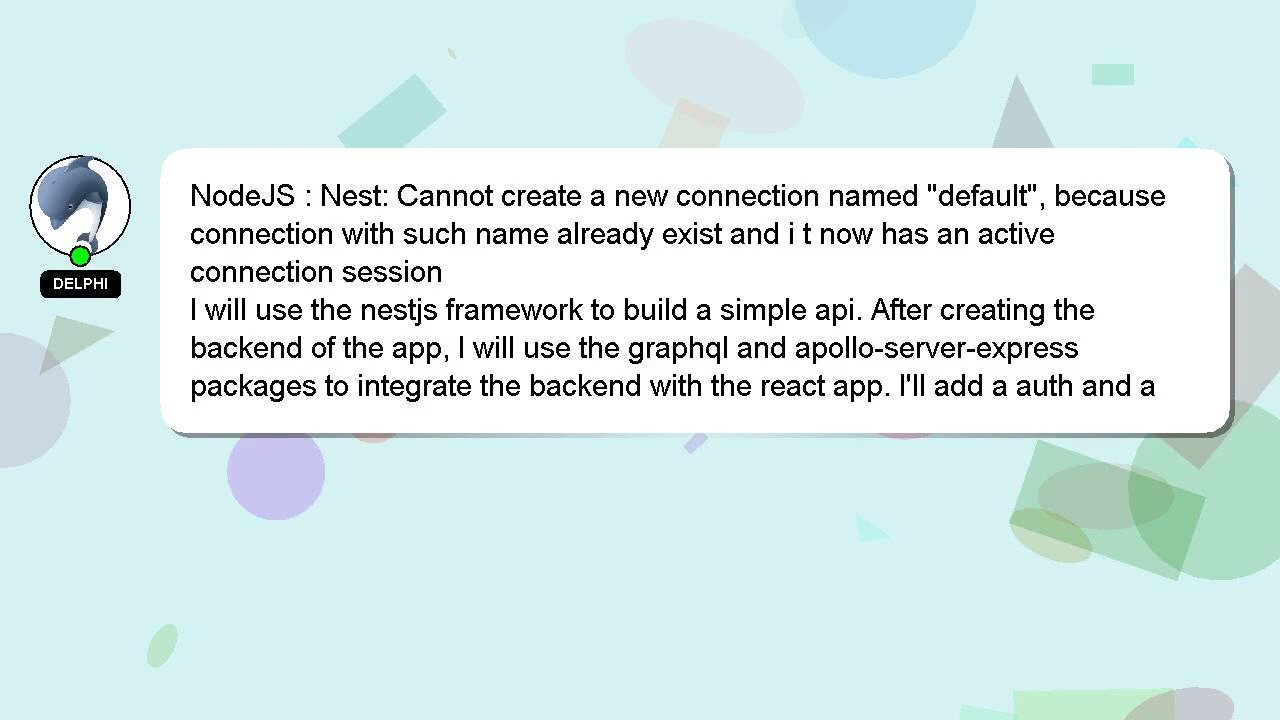 NodeJS : Nest: Cannot create a new connection named "default", because
connection with such name already exist and i t now has an active
connection session
I will use the nestjs framework to build a simple api. After creating the
backend of the app, I will use the graphql and apollo-server-express
packages to integrate the backend with the react app. I'll add a auth and a
DELPHI